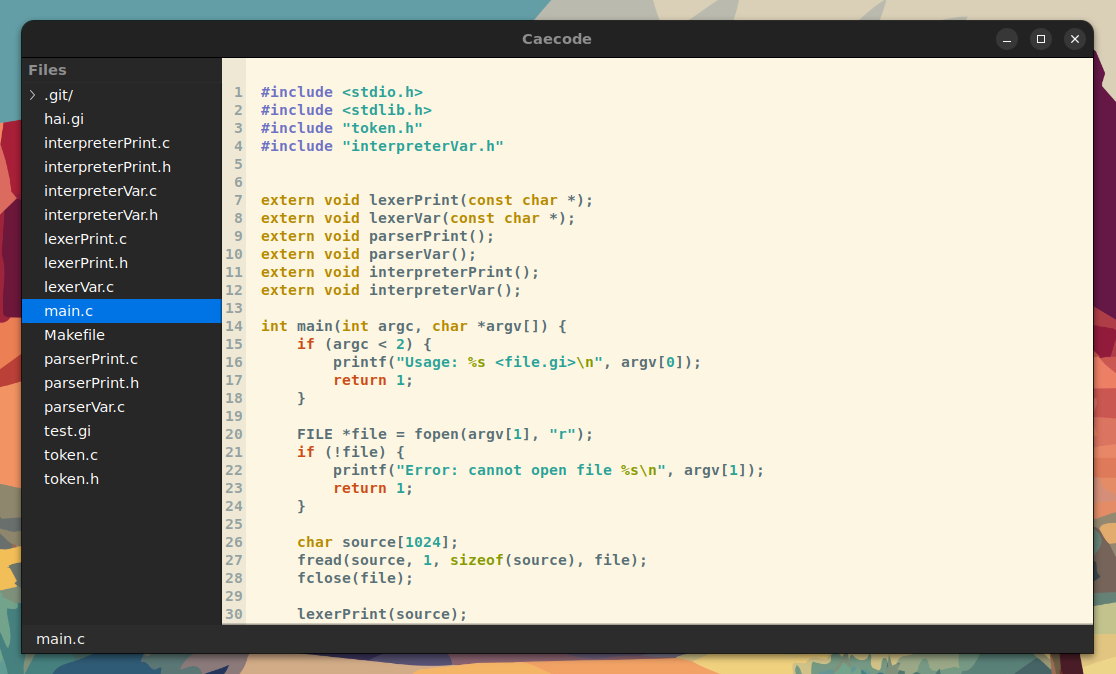 Caecode
Files
.git/
hai.gi
interpreterPrint.c
interpreterPrint.h
interpreterVar.c
interpreterVar.h
lexerPrint.c
lexerPrint.h
lexerVar.c
main.c
Makefile
parserPrint.c
parserPrint.h
parserVar.c
test.gi
token.c
token.h
1 #include <stdio.h>
2 #include <stdlib.h>
3 #include "token.h"
4 #include "interpreterVar.h"
5
6
7 extern void lexerPrint(const char *);
8 extern void lexerVar(const char *);
9 extern void parserPrint();
10 extern void parserVar();
11 extern void interpreterPrint();
12 extern void interpreterVar();
13
14 int main(int argc, char *argv[]) {
15     if (argc < 2) {
16         printf("Usage: %s <file.gi>\n", argv[0]);
17         return 1;
18     }
19
20     FILE *file = fopen(argv[1], "r");
21     if (!file) {
22         printf("Error: cannot open file %s\n", argv[1]);
23         return 1;
24     }
25
26     char source[1024];
27     fread(source, 1, sizeof(source), file);
28     fclose(file);
29
30     lexerPrint(source);
main.c